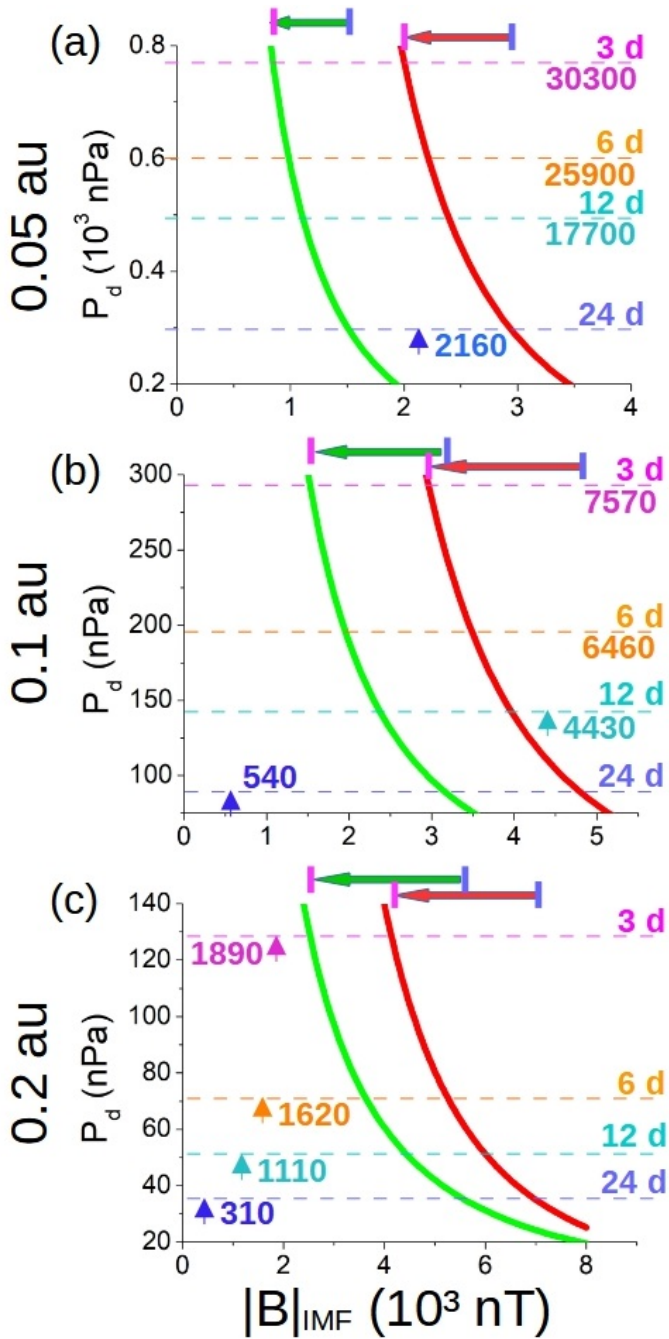 (a)
0.05 au
P_d (10³ nPa)
0.8
0.6
0.4
0.2
3 d
30300
6 d
25900
12 d
17700
24 d
2160
0 1 2 3 4
(b)
0.1 au
P_d (nPa)
300
250
200
150
100
3 d
7570
6 d
6460
12 d
4430
24 d
540
0 1 2 3 4 5
(c)
0.2 au
P_d (nPa)
140
120
100
80
60
40
20
3 d
1890
6 d
1620
12 d
1110
24 d
310
0 2 4 6 8
|B|IMF (10³ nT)